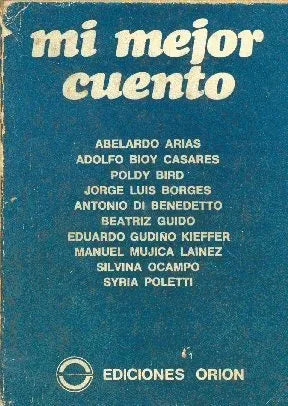 mi mejor
cuento
ABELARDO ARIAS
ADOLFO BIOY CASARES
POLDY BIRD
JORGE LUIS BORGES
ANTONIO DI BENEDETTO
BEATRIZ GUIDO
EDUARDO GUDIÑO KIEFFER
MANUEL MUJICA LAINEZ
SILVINA OCAMPO
SYRIA POLETTI
EDICIONES ORION